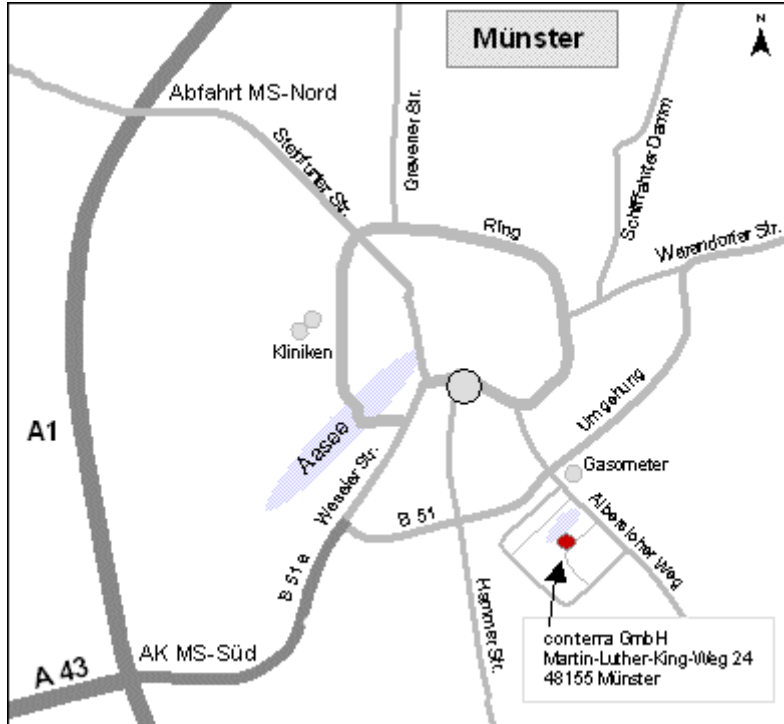 Münster
N
Abfahrt MS-Nord
Steinfurter Str.
Grevener Str.
Schiffahrter Damm
Ring
Warendorfer Str.
Kliniken
Aasee
Umgehung
A1
Weseler Str.
Gasometer
B 51
Albersloher Weg
B 51 a
Hammer Str.
AK MS-Süd
A 43
conterra GmbH
Martin-Luther-King-Weg 24
48155 Münster